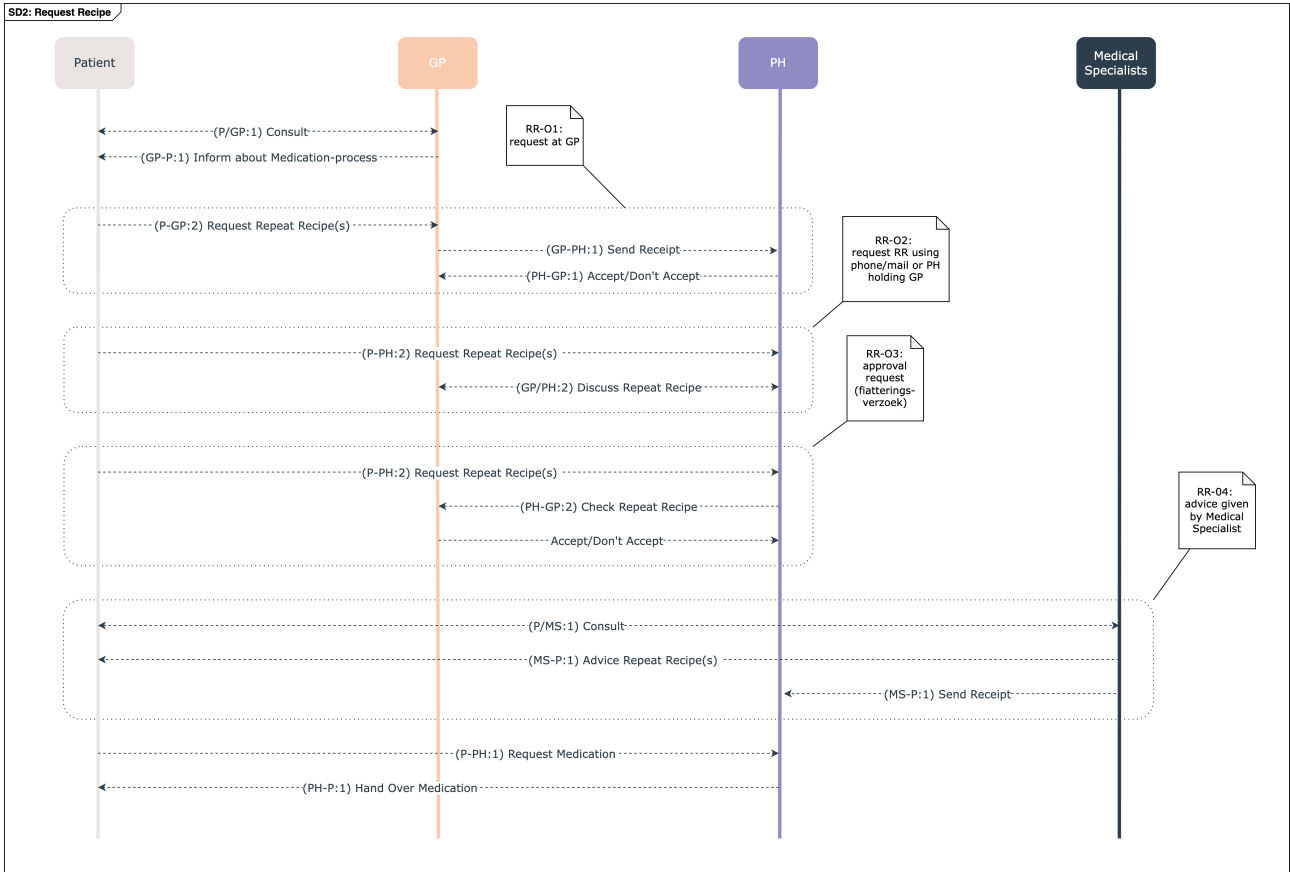 SD2: Request Recipe
Patient
GP
PH
Medical
Specialists
(P/GP:1) Consult
(GP-P:1) Inform about Medication-process
RR-O1:
request at GP
(P-GP:2) Request Repeat Recipe(s)
(GP-PH:1) Send Receipt
(PH-GP:1) Accept/Don't Accept
RR-O2:
request RR using
phone/mail or PH
holding GP
(P-PH:2) Request Repeat Recipe(s)
(GP/PH:2) Discuss Repeat Recipe
RR-O3:
approval
request
(fiatterings-
verzoek)
(P-PH:2) Request Repeat Recipe(s)
(PH-GP:2) Check Repeat Recipe
Accept/Don't Accept
RR-04:
advice given
by Medical
Specialist
(P/MS:1) Consult
(MS-P:1) Advice Repeat Recipe(s)
(MS-P:1) Send Receipt
(P-PH:1) Request Medication
(PH-P:1) Hand Over Medication